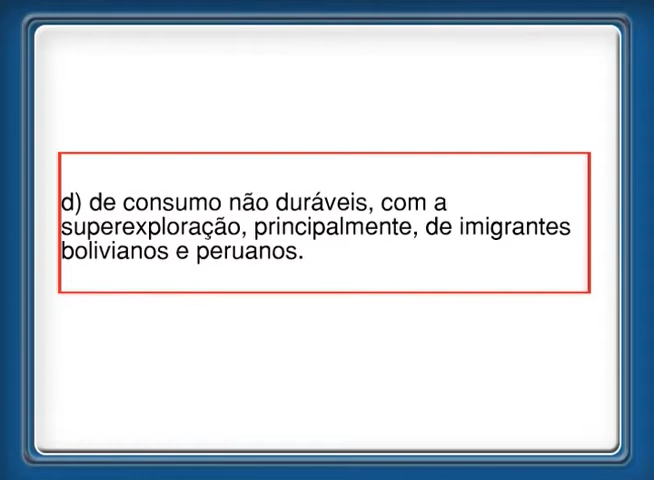 d) de consumo não duráveis, com a
superexploração, principalmente, de imigrantes
bolivianos e peruanos.